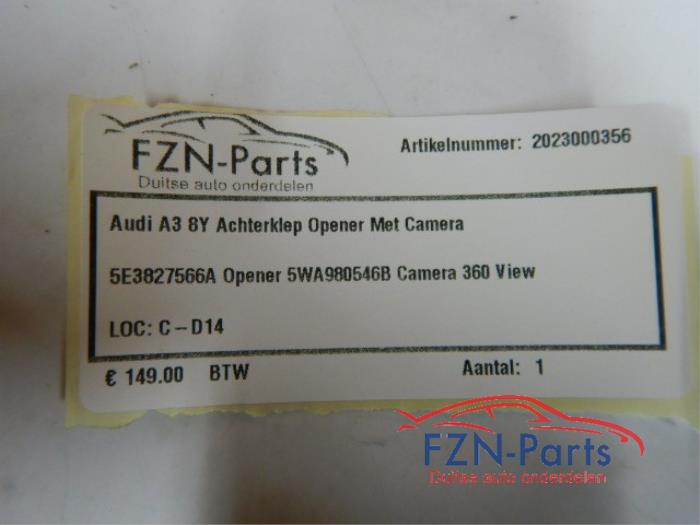 FZN-Parts
Duitse auto onderdelen
Artikelnummer: 2023000356
Audi A3 8Y Achterklep Opener Met Camera
5E3827566A Opener 5WA980546B Camera 360 View
LOC: C-D14
€ 149.00 BTW
Aantal: 1
FZN-Parts
Duitse auto onderdelen